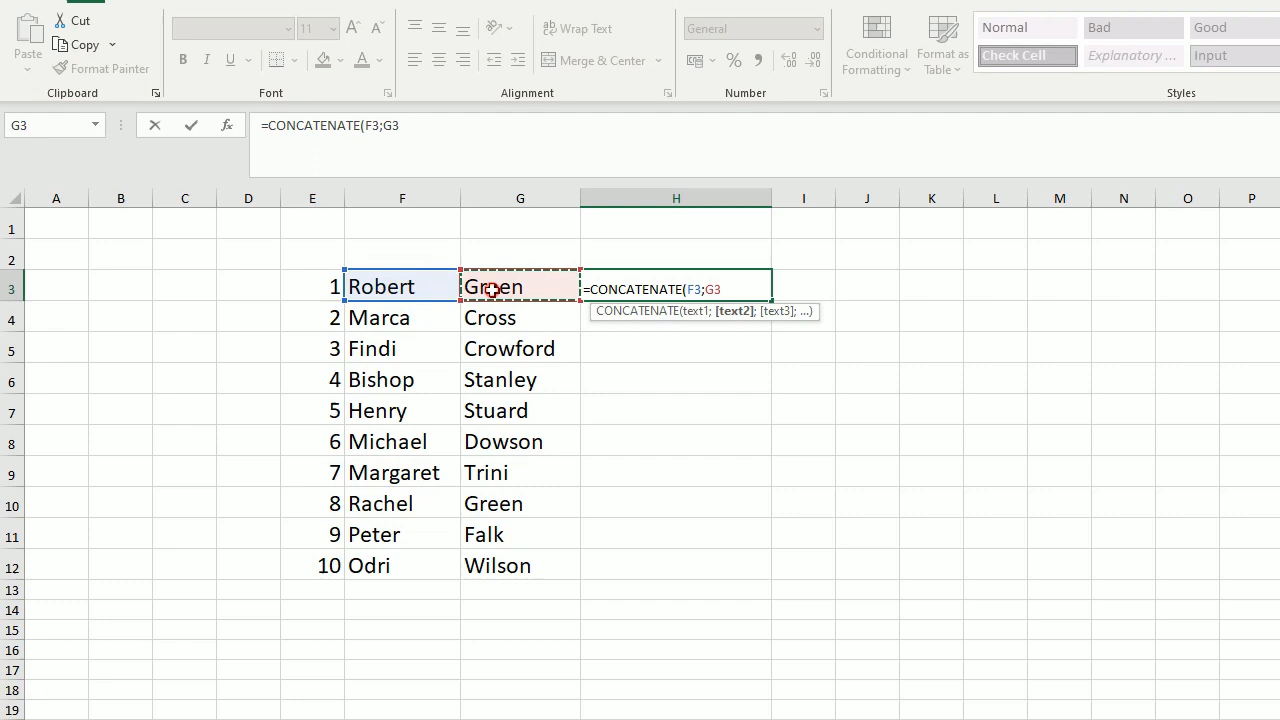 Cut
Copy
Format Painter
Paste
Clipboard
11 A A
B I U A
Font
ab Wrap Text
Merge & Center
Alignment
General
%
Number
Conditional Formatting
Format as Table
Normal Bad Good
Check Cell Explanatory ... Input
Styles
G3 fx =CONCATENATE(F3;G3
A B C D E F G H I J K L M N O P
1
2
3 1 Robert Green =CONCATENATE(F3;G3
CONCATENATE(text1; [text2]; [text3]; ...)
4 2 Marca Cross
5 3 Findi Crowford
6 4 Bishop Stanley
7 5 Henry Stuard
8 6 Michael Dowson
9 7 Margaret Trini
10 8 Rachel Green
11 9 Peter Falk
12 10 Odri Wilson
13
14
15
16
17
18
19